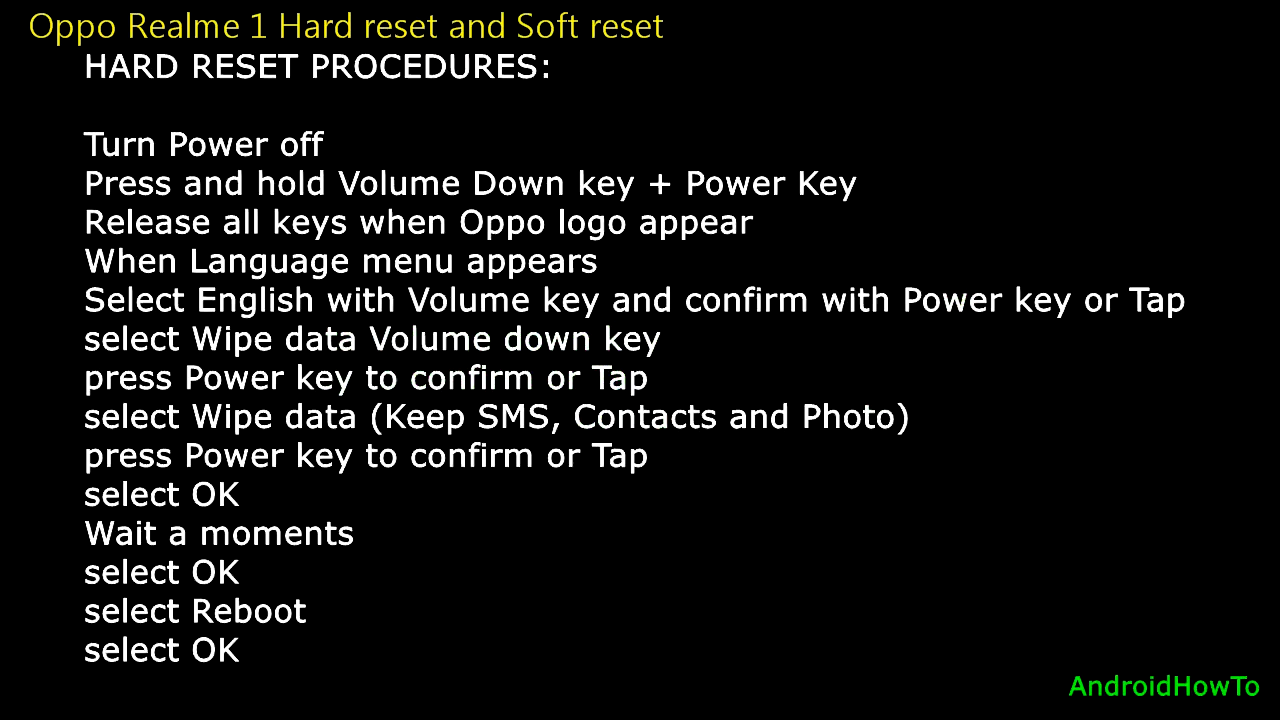 Oppo Realme 1 Hard reset and Soft reset
HARD RESET PROCEDURES:
Turn Power off
Press and hold Volume Down key + Power Key
Release all keys when Oppo logo appear
When Language menu appears
Select English with Volume key and confirm with Power key or Tap
select Wipe data Volume down key
press Power key to confirm or Tap
select Wipe data (Keep SMS, Contacts and Photo)
press Power key to confirm or Tap
select OK
Wait a moments
select OK
select Reboot
select OK
AndroidHowTo